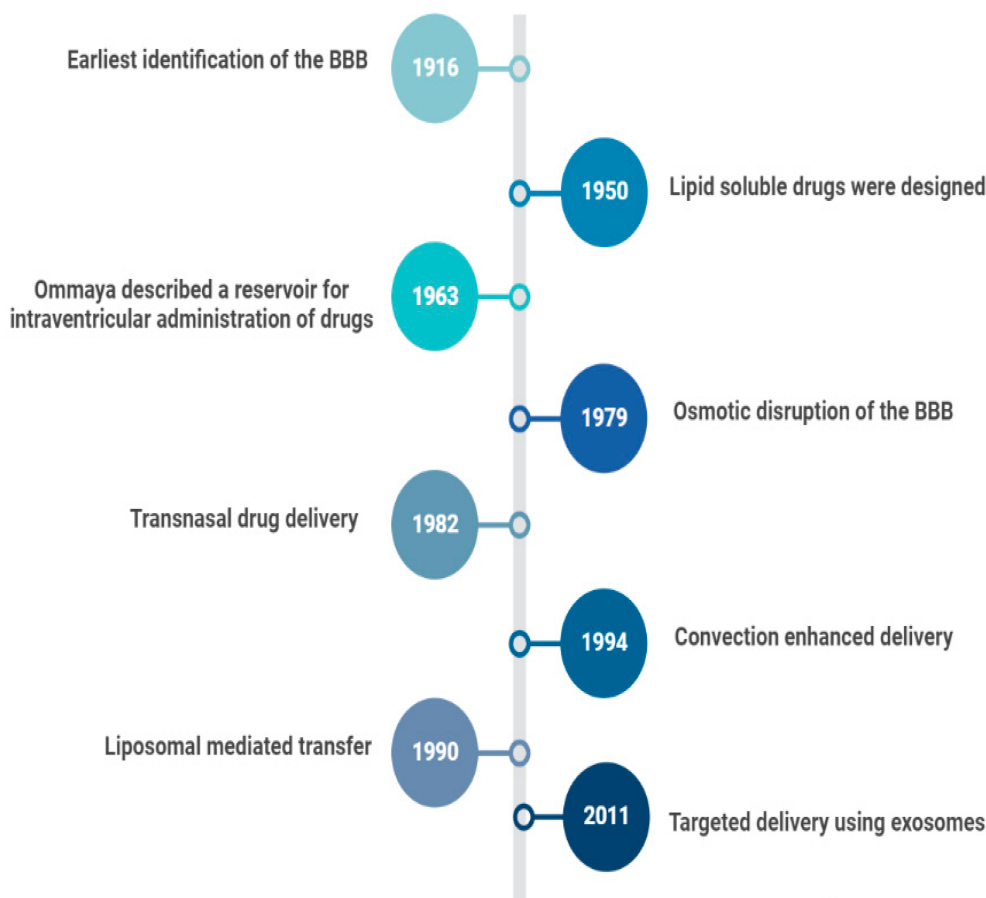 Earliest identification of the BBB
1916
1950
Lipid soluble drugs were designed
Ommaya described a reservoir for
intraventricular administration of drugs
1963
1979
Osmotic disruption of the BBB
Transnasal drug delivery
1982
1994
Convection enhanced delivery
Liposomal mediated transfer
1990
2011
Targeted delivery using exosomes